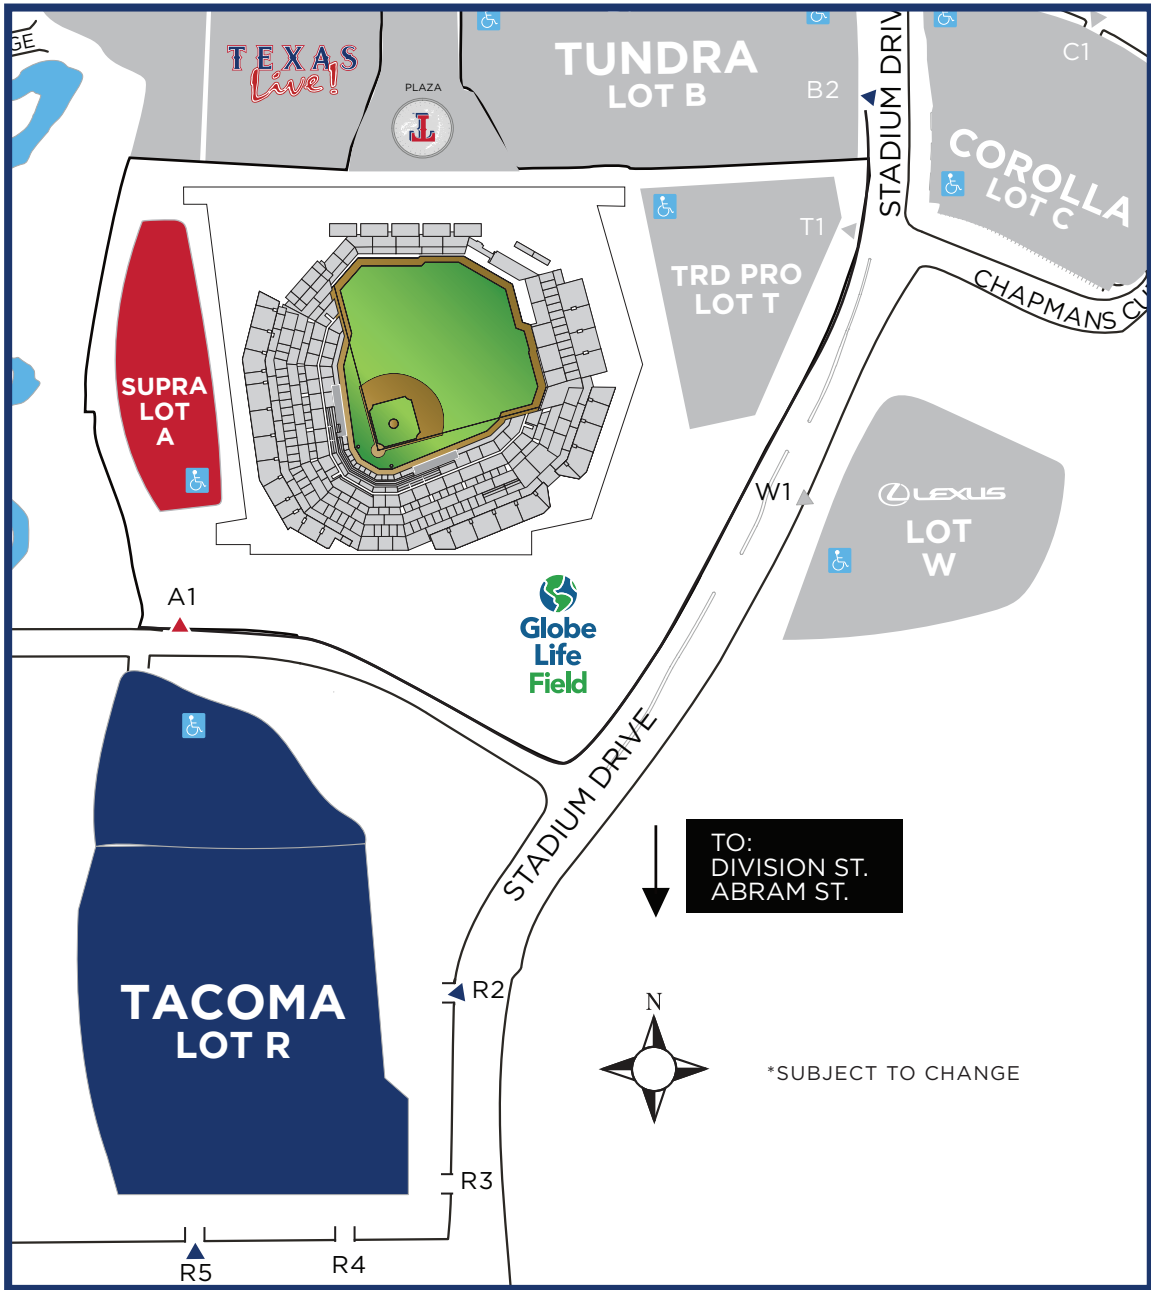 GE
TEXAS
Live!
PLAZA
T
TUNDRA
LOT B
B2
STADIUM DRIV
C1
COROLLA
LOT C
T1
TRD PRO
LOT T
CHAPMANS CU
SUPRA
LOT
A
W1
LEXUS
LOT
W
A1
Globe
Life
Field
STADIUM DRIVE
TO:
DIVISION ST.
ABRAM ST.
TACOMA
LOT R
R2
N
*SUBJECT TO CHANGE
R3
R4
R5